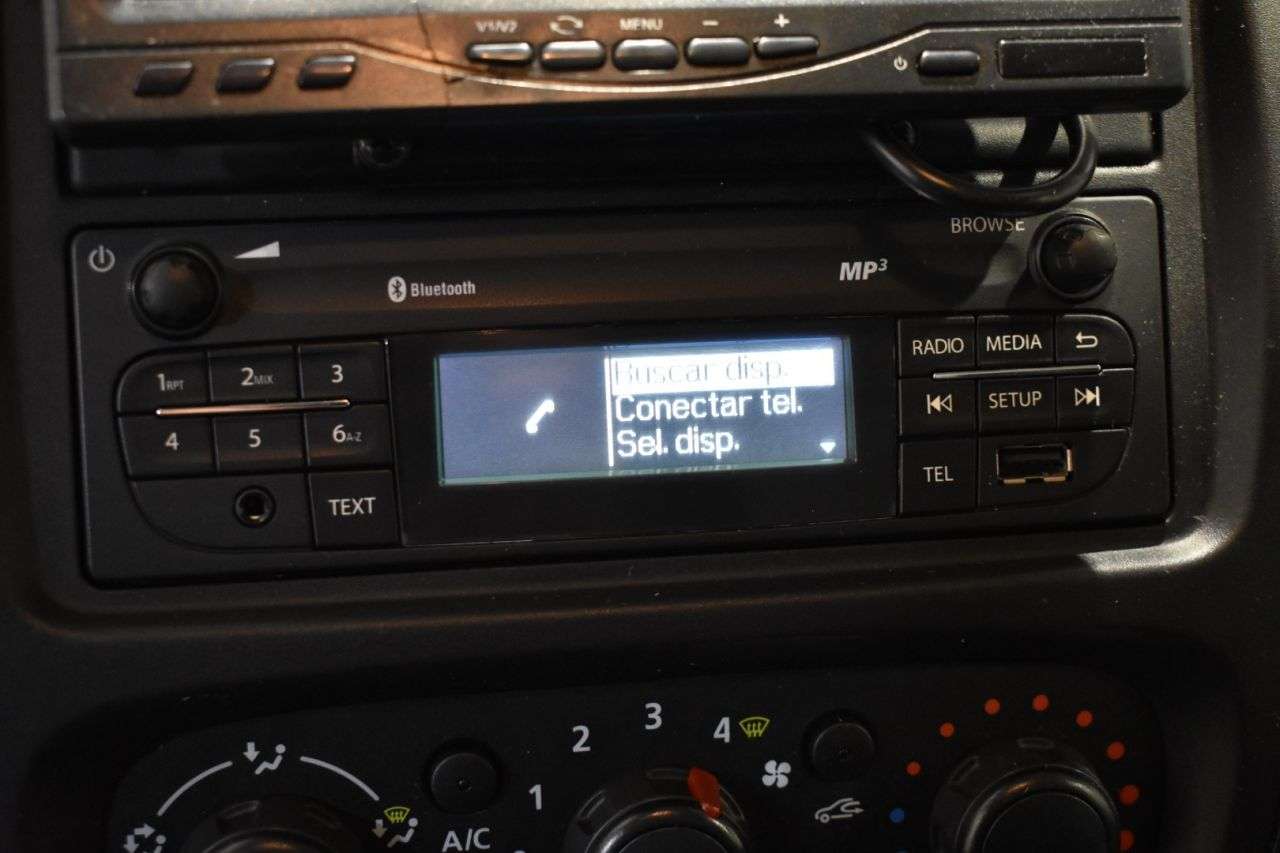 V1/V2 MENU - +
BROWSE
Bluetooth
MP3
Buscar disp.
Conectar tel.
Sel. disp.
1RPT 2MIX 3
4 5 6A-Z
TEXT
RADIO MEDIA
SETUP
TEL
1 2 3 4
A/C